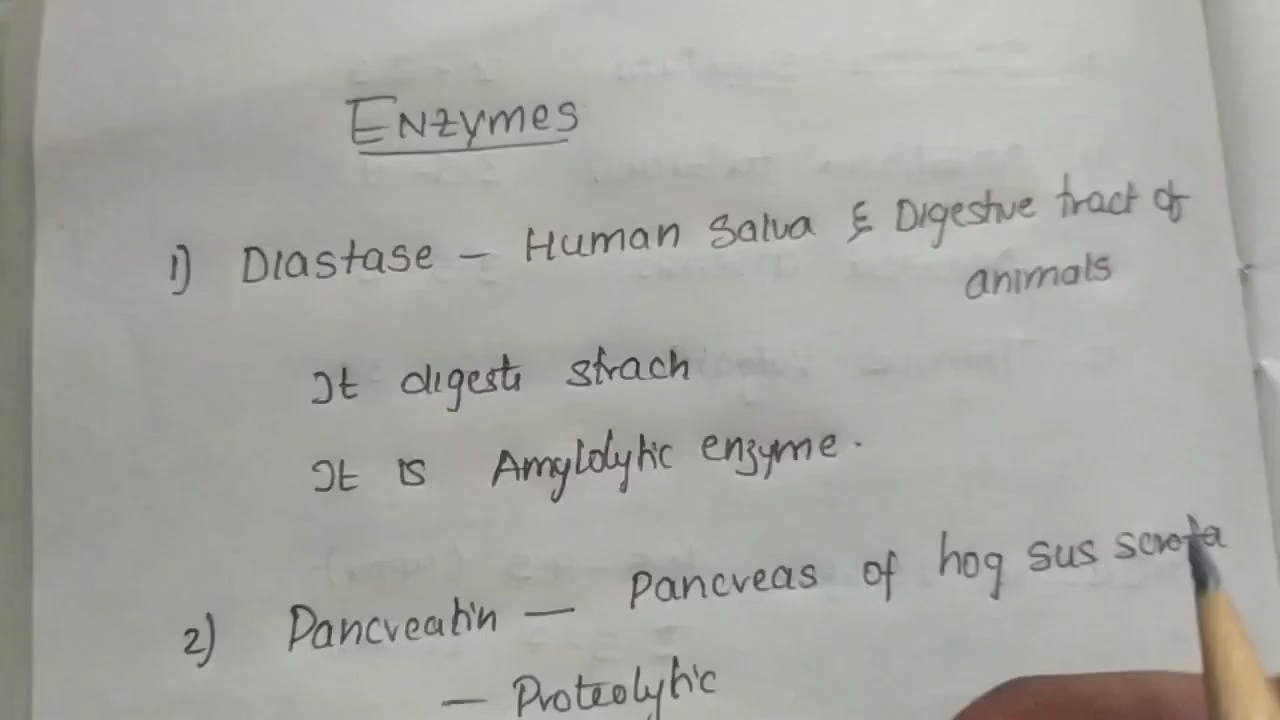 Enzymes
1) Diastase – Human Saliva & Digestive tract of
animals
It digests strach
It is Amylolytic enzyme.
2) Pancreatin – Pancreas of hog sus scrofa
– Proteolytic